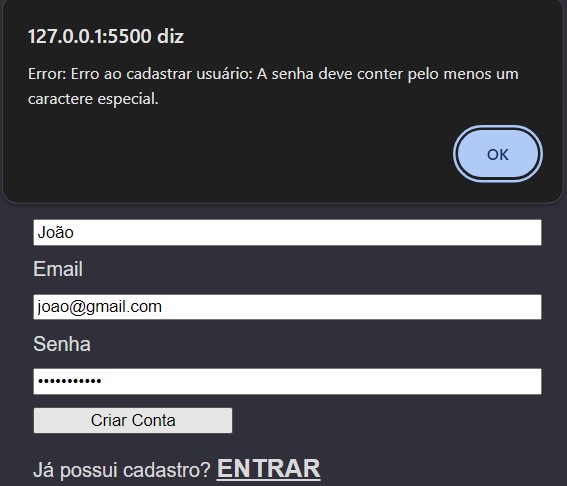 127.0.0.1:5500 diz
Error: Erro ao cadastrar usuário: A senha deve conter pelo menos um
caractere especial.
OK
João
Email
joao@gmail.com
Senha
•••••••••••
Criar Conta
Já possui cadastro? ENTRAR